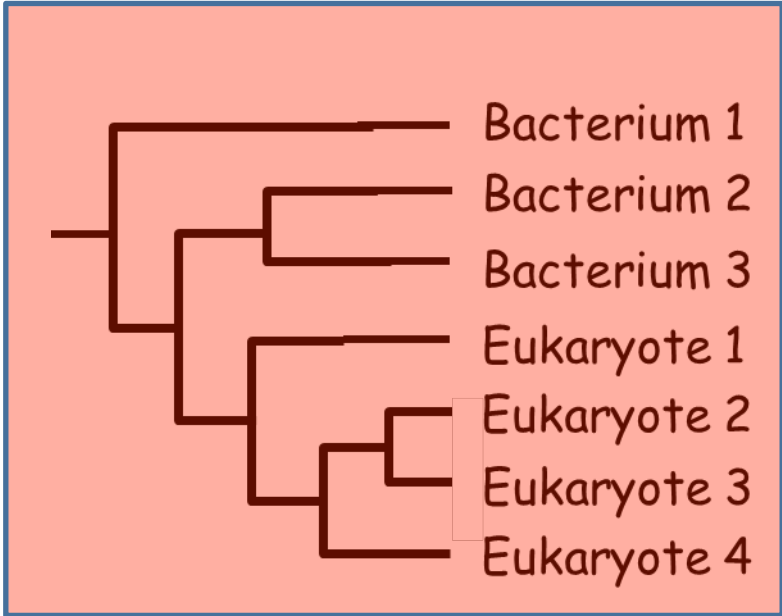 Bacterium 1
Bacterium 2
Bacterium 3
Eukaryote 1
Eukaryote 2
Eukaryote 3
Eukaryote 4